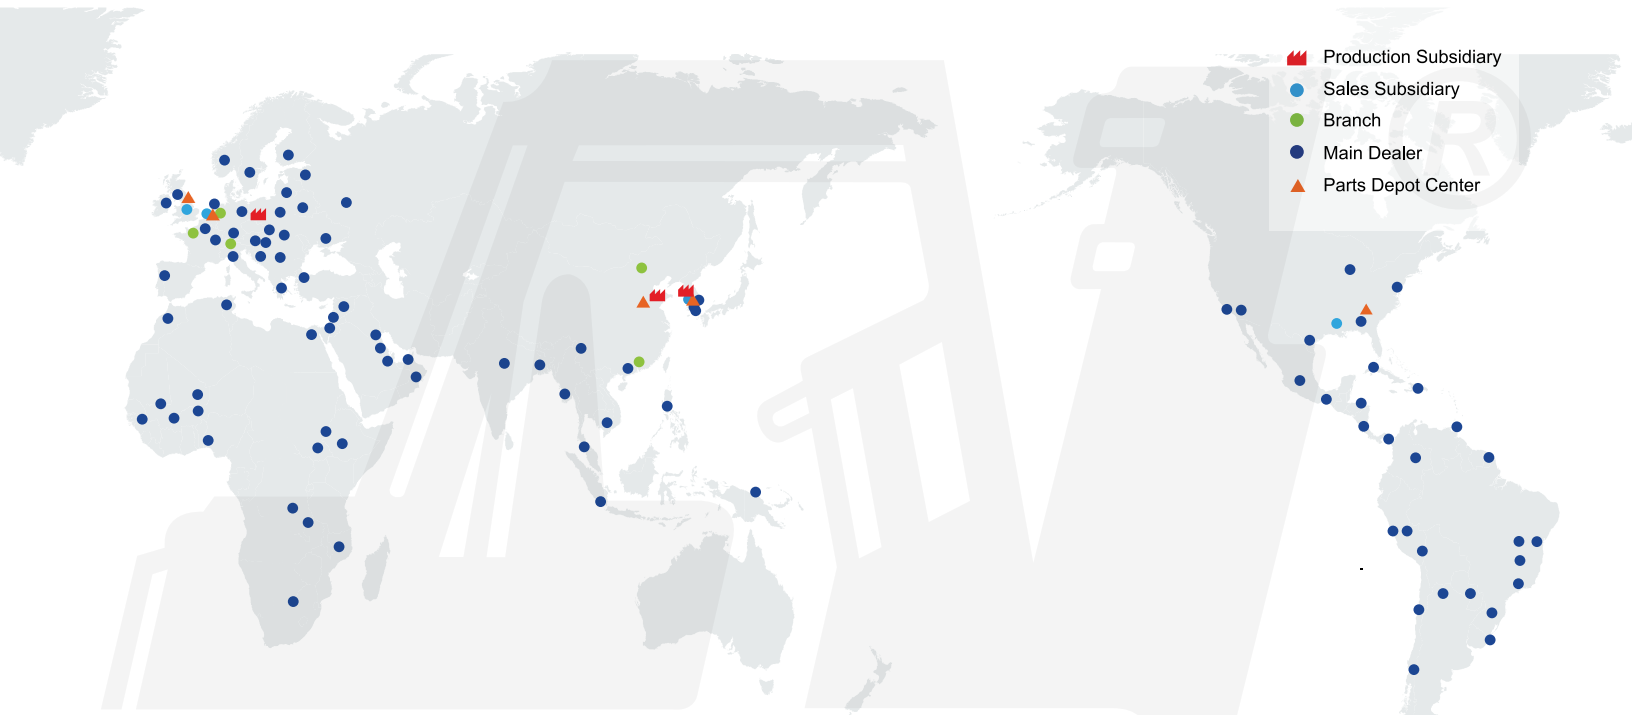 Production Subsidiary
Sales Subsidiary
Branch
Main Dealer
Parts Depot Center
®